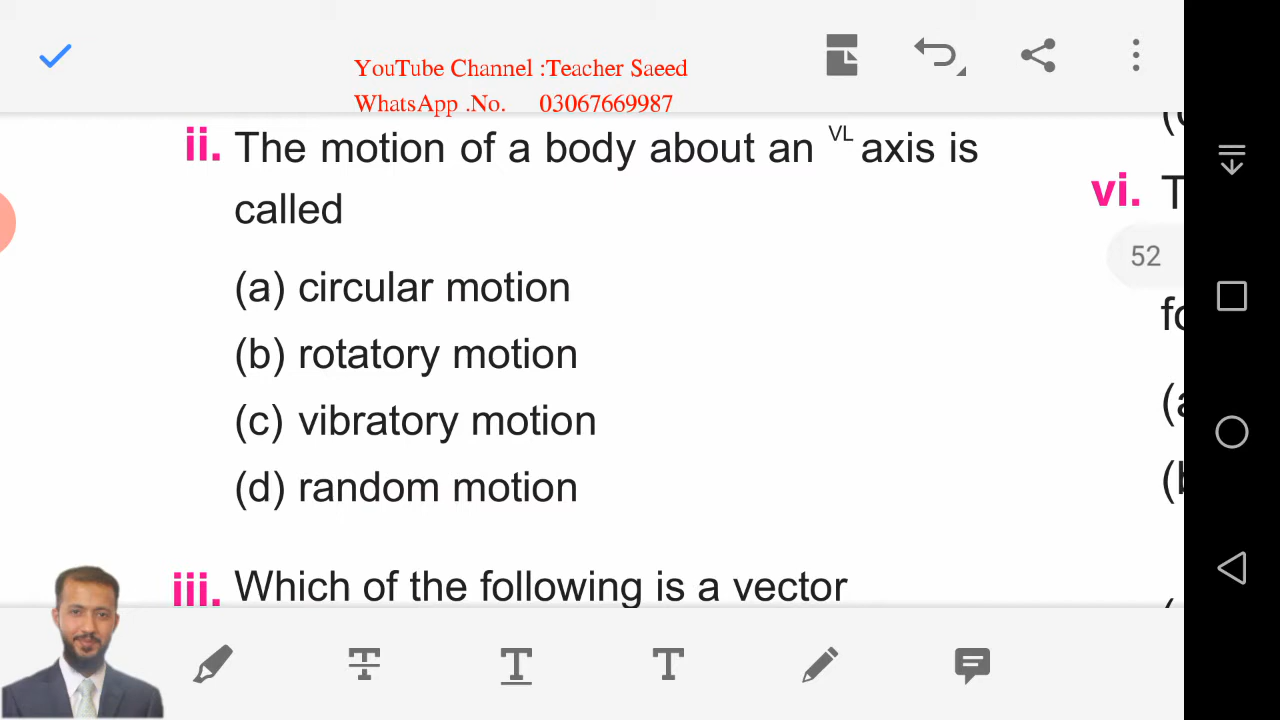 YouTube Channel :Teacher Saeed
WhatsApp .No. 03067669987
ii. The motion of a body about an VL axis is
called
(a) circular motion
(b) rotatory motion
(c) vibratory motion
(d) random motion
iii. Which of the following is a vector
vi. T
52
fo
(a
(b